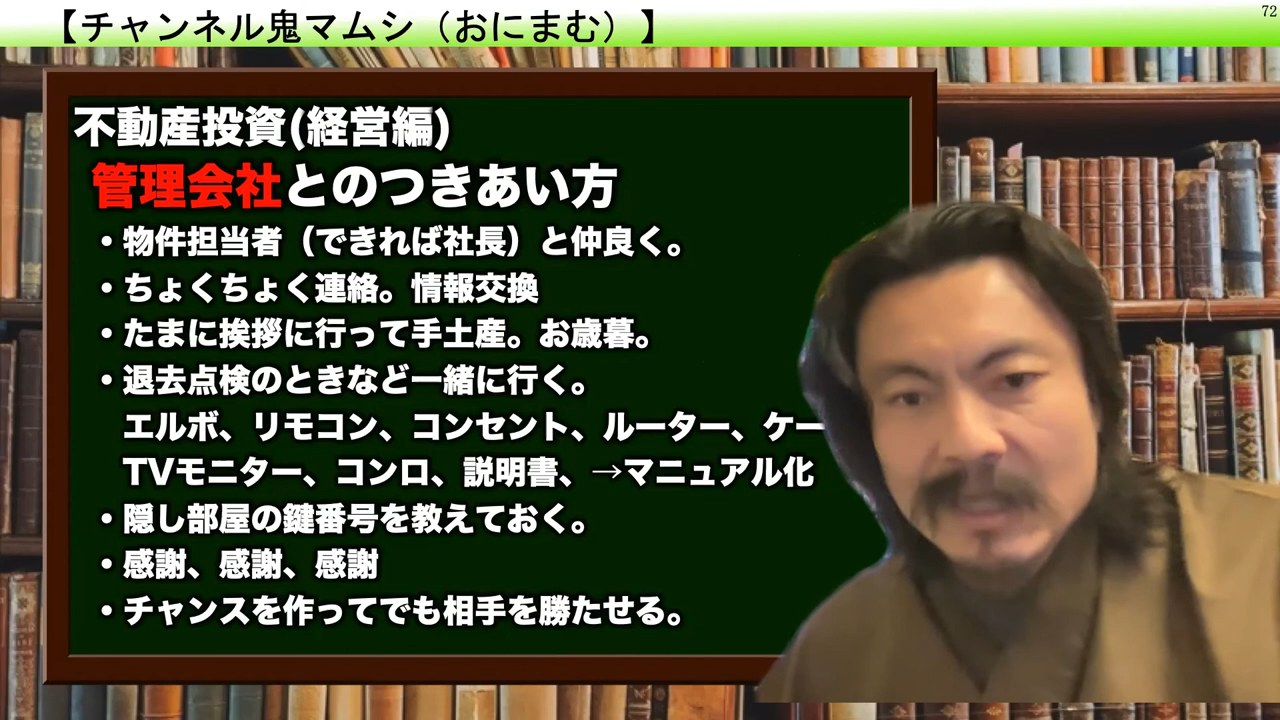 72
【チャンネル鬼マムシ（おにまむ）】
不動産投資(経営編)
管理会社とのつきあい方
・物件担当者（できれば社長）と仲良く。
・ちょくちょく連絡。情報交換
・たまに挨拶に行って手土産。お歳暮。
・退去点検のときなど一緒に行く。
エルボ、リモコン、コンセント、ルーター、ケー
TVモニター、コンロ、説明書、→マニュアル化
・隠し部屋の鍵番号を教えておく。
・感謝、感謝、感謝
・チャンスを作ってでも相手を勝たせる。